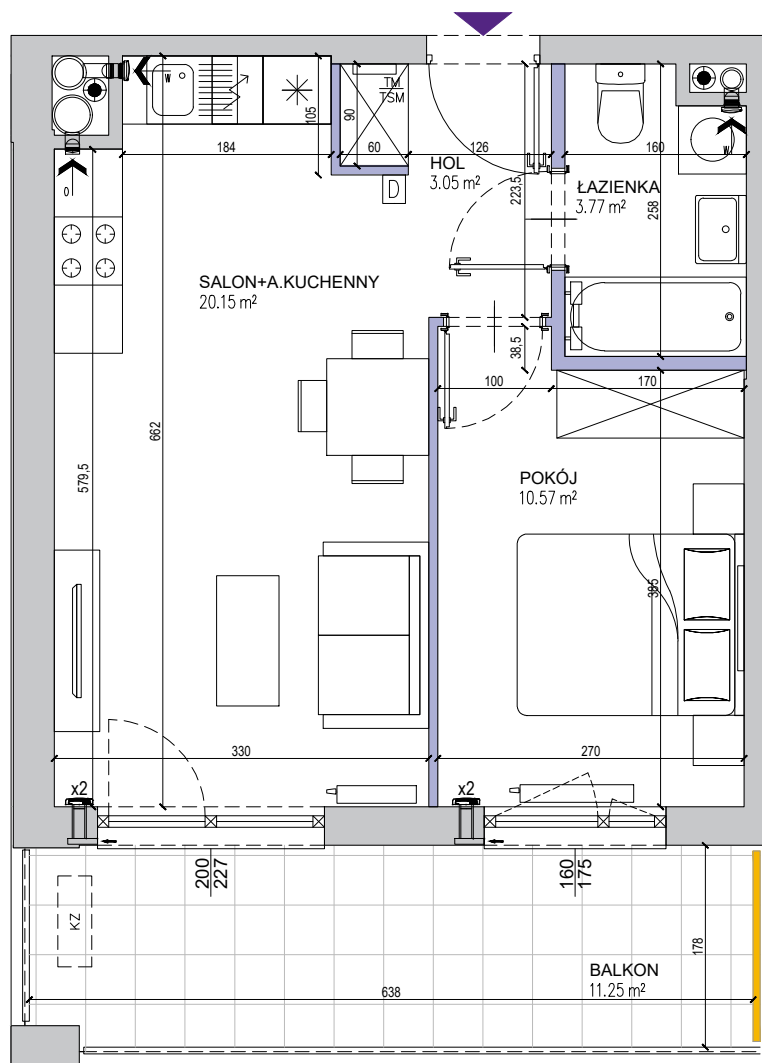 W
TM
TSM
105
90
184
60
126
160
HOL
3.05 m²
223,5
ŁAZIENKA
3.77 m²
W
D
258
SALON+A.KUCHENNY
20.15 m²
38,5
100
170
662
579,5
POKÓJ
10.57 m²
385
330
270
x2
x2
200
227
160
175
KZ
178
BALKON
11.25 m²
638